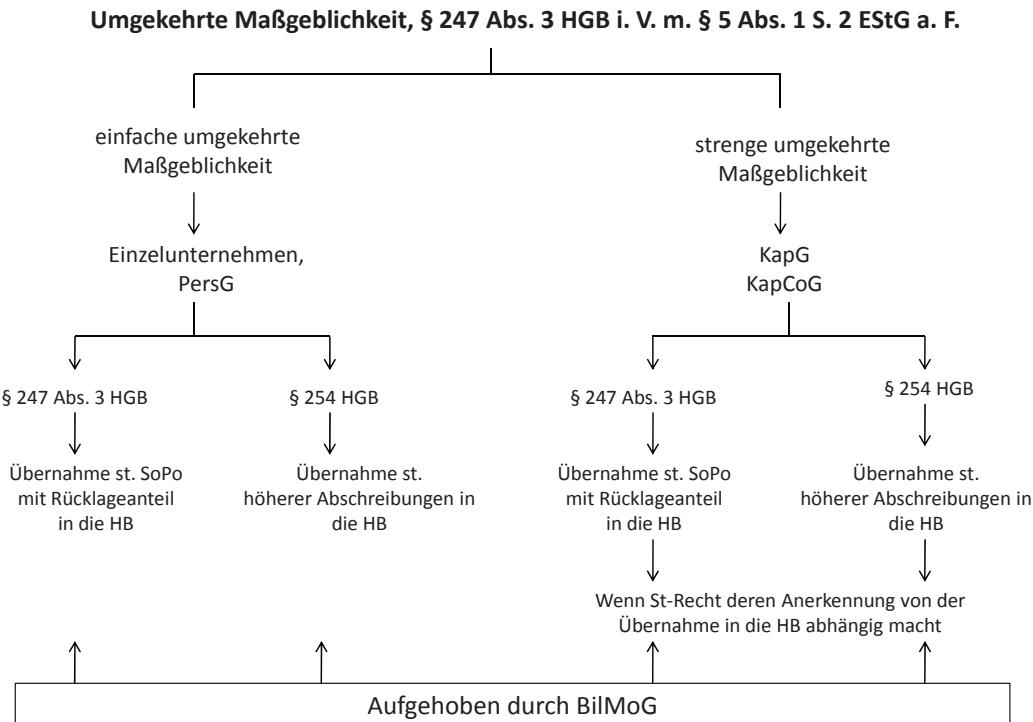 Umgekehrte Maßgeblichkeit, § 247 Abs. 3 HGB i. V. m. § 5 Abs. 1 S. 2 EStG a. F.
einfache umgekehrte
Maßgeblichkeit
strenge umgekehrte
Maßgeblichkeit
Einzelunternehmen,
PersG
KapG
KapCoG
§ 247 Abs. 3 HGB
§ 254 HGB
§ 247 Abs. 3 HGB
§ 254 HGB
Übernahme st. SoPo
mit Rücklageanteil
in die HB
Übernahme st.
höherer Abschreibungen in
die HB
Übernahme st. SoPo
mit Rücklageanteil
in die HB
Übernahme st.
höherer Abschreibungen in
die HB
Wenn St-Recht deren Anerkennung von der
Übernahme in die HB abhängig macht
Aufgehoben durch BilMoG